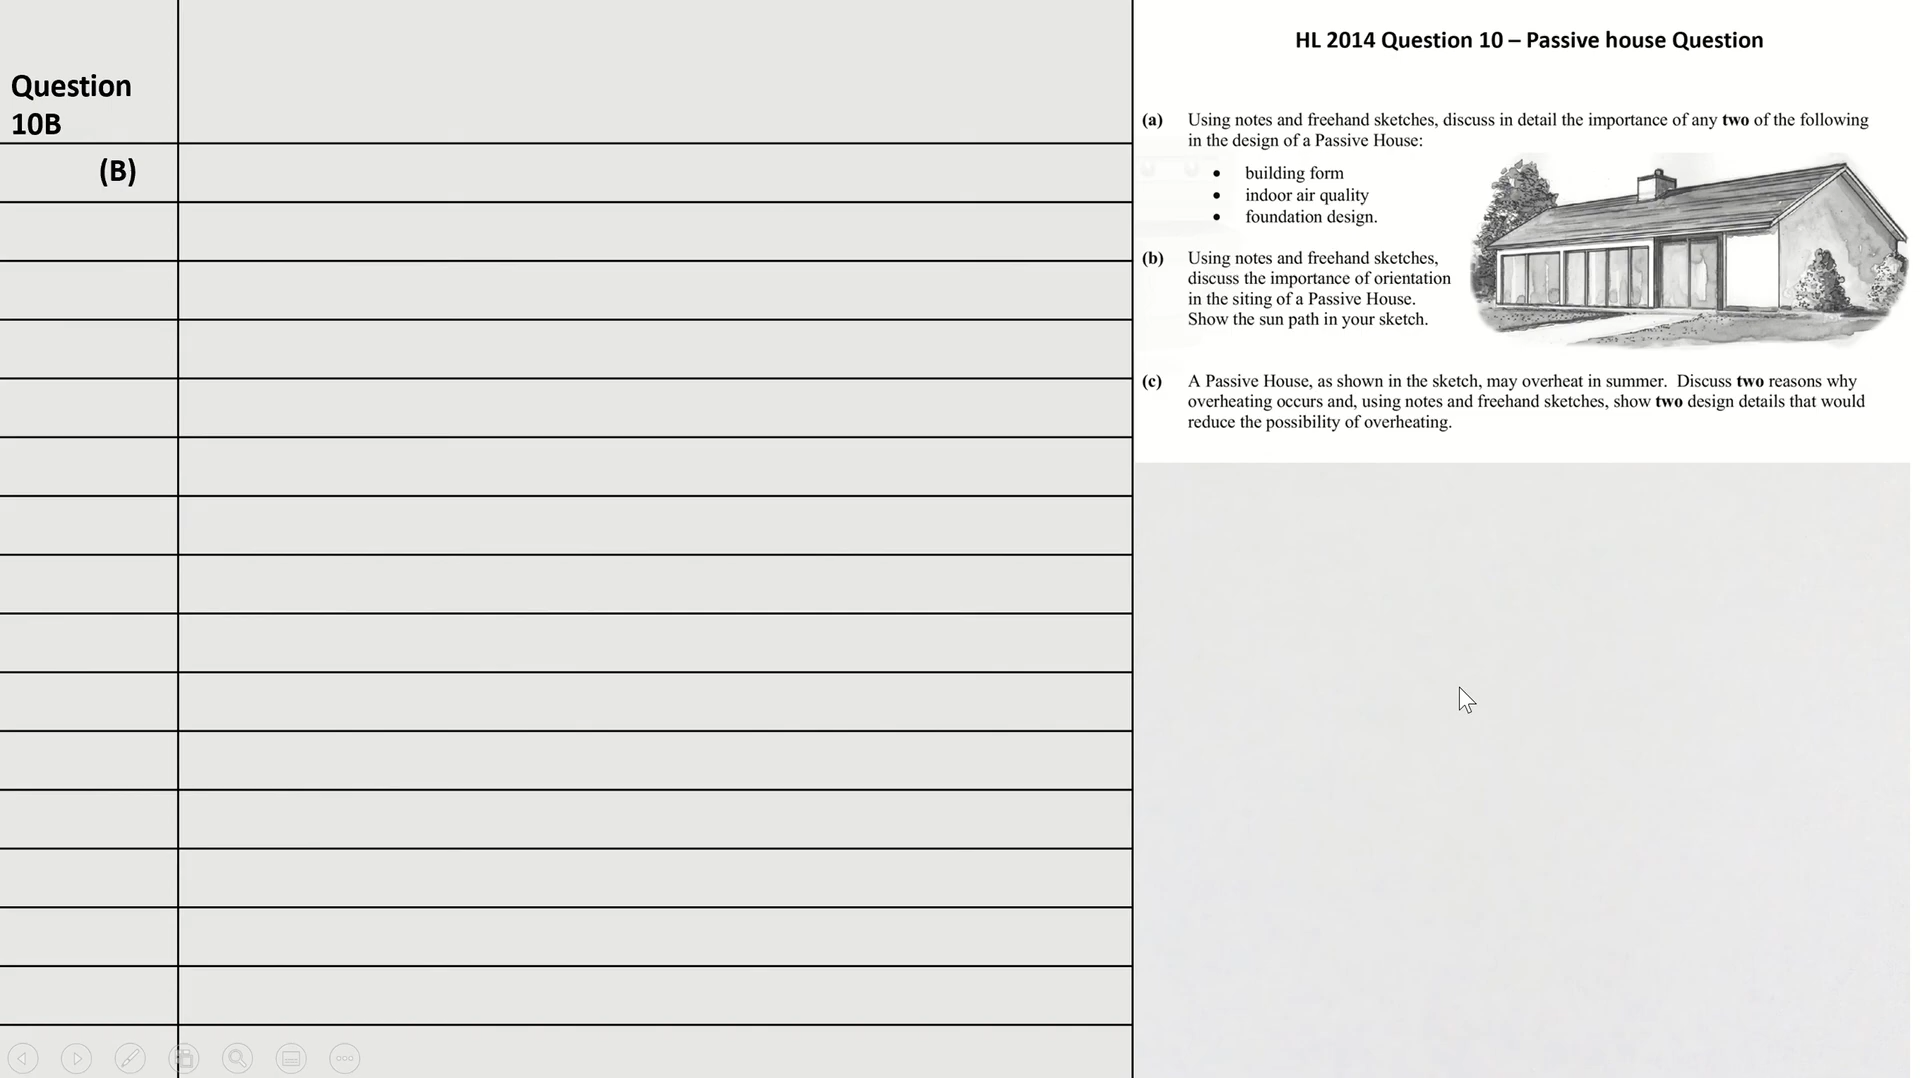 Question
10B
(B)
HL 2014 Question 10 – Passive house Question
(a) Using notes and freehand sketches, discuss in detail the importance of any two of the following
in the design of a Passive House:
• building form
• indoor air quality
• foundation design.
(b) Using notes and freehand sketches,
discuss the importance of orientation
in the siting of a Passive House.
Show the sun path in your sketch.
(c) A Passive House, as shown in the sketch, may overheat in summer. Discuss two reasons why
overheating occurs and, using notes and freehand sketches, show two design details that would
reduce the possibility of overheating.